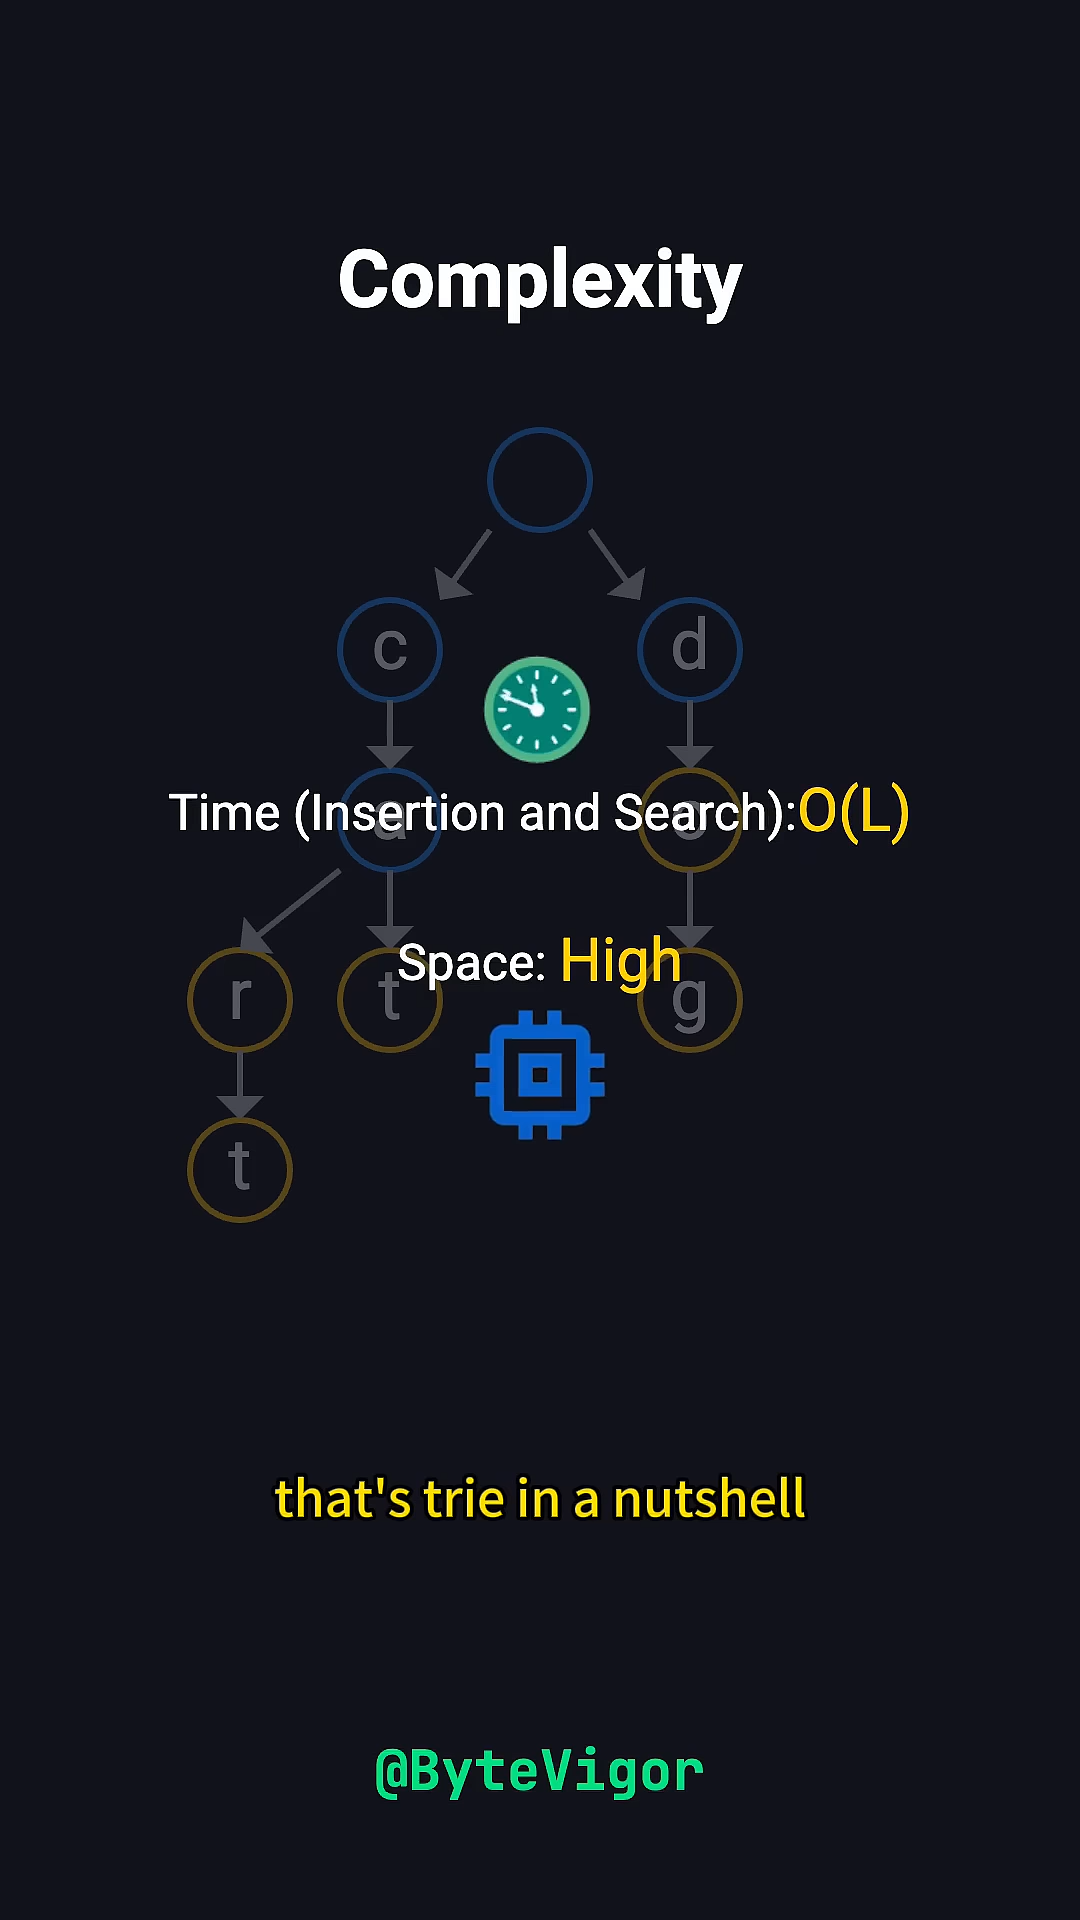 Complexity
c d
Time (Insertion and Search):O(L)
a o
Space: High
r t g
t
that's trie in a nutshell
@ByteVigor